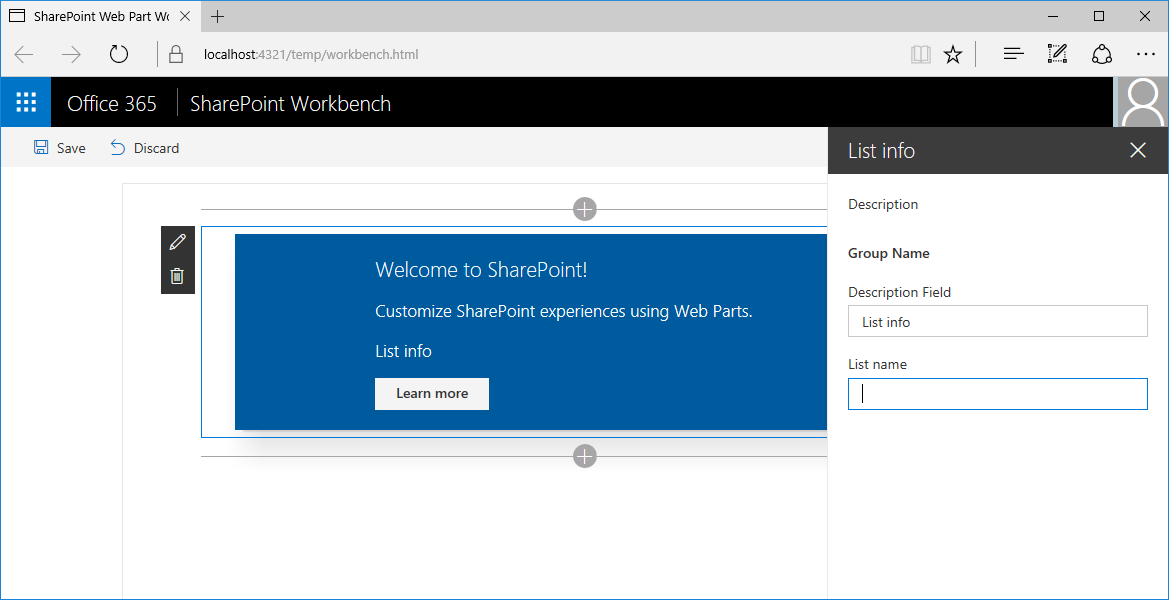 SharePoint Web Part Wo
localhost:4321/temp/workbench.html
Office 365 SharePoint Workbench
Save Discard
List info
Description
Group Name
Description Field
List info
List name
Welcome to SharePoint!
Customize SharePoint experiences using Web Parts.
List info
Learn more